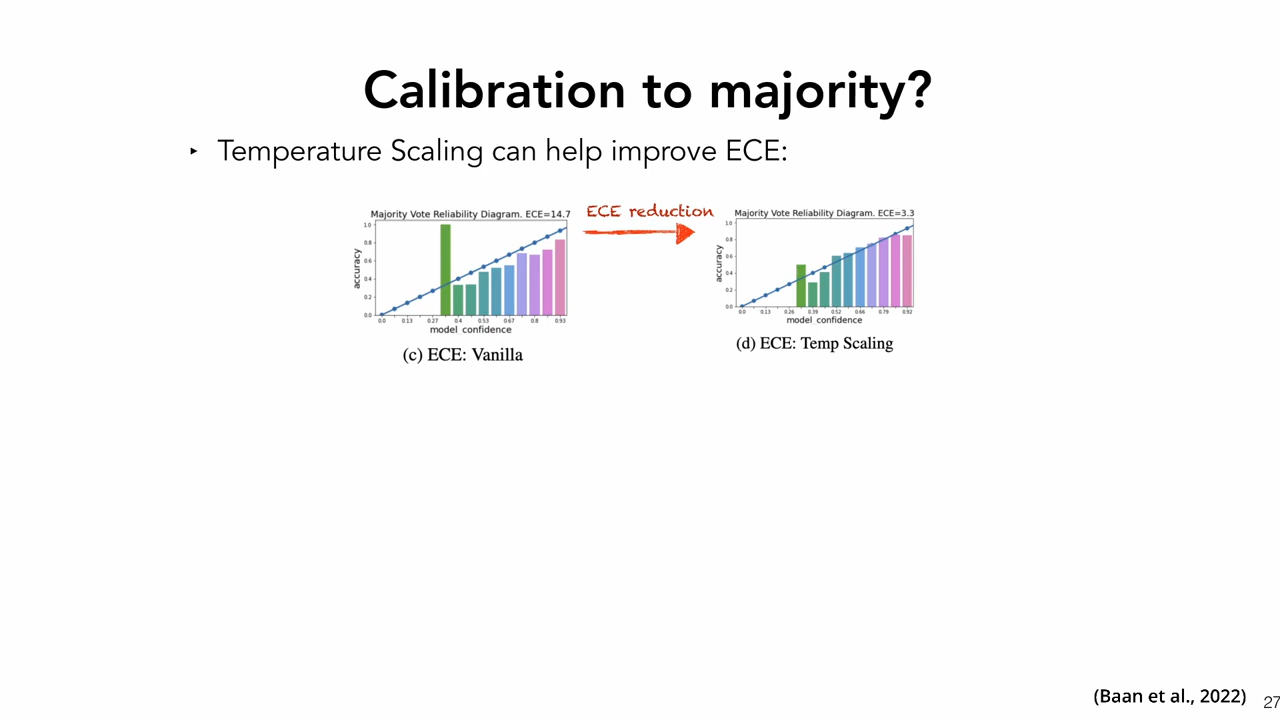 Calibration to majority?
‣ Temperature Scaling can help improve ECE:
Majority Vote Reliability Diagram. ECE=14.7
ECE reduction
Majority Vote Reliability Diagram. ECE=3.3
accuracy
1.0
0.8
0.6
0.4
0.2
0.0
0.0 0.13 0.27 0.4 0.53 0.67 0.8 0.93
model confidence
(c) ECE: Vanilla
accuracy
1.0
0.8
0.6
0.4
0.2
0.0
0.0 0.13 0.26 0.39 0.52 0.66 0.79 0.92
model confidence
(d) ECE: Temp Scaling
(Baan et al., 2022)
27